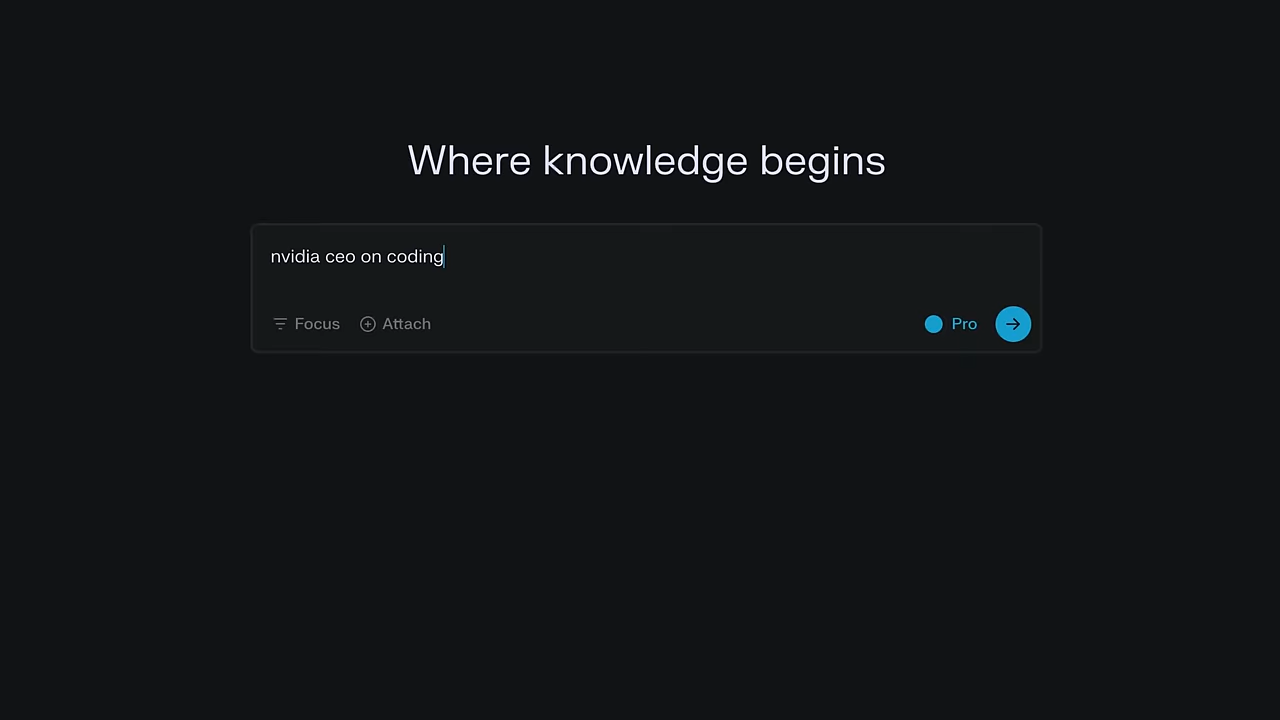 Where knowledge begins
nvidia ceo on coding
Focus
Attach
Pro